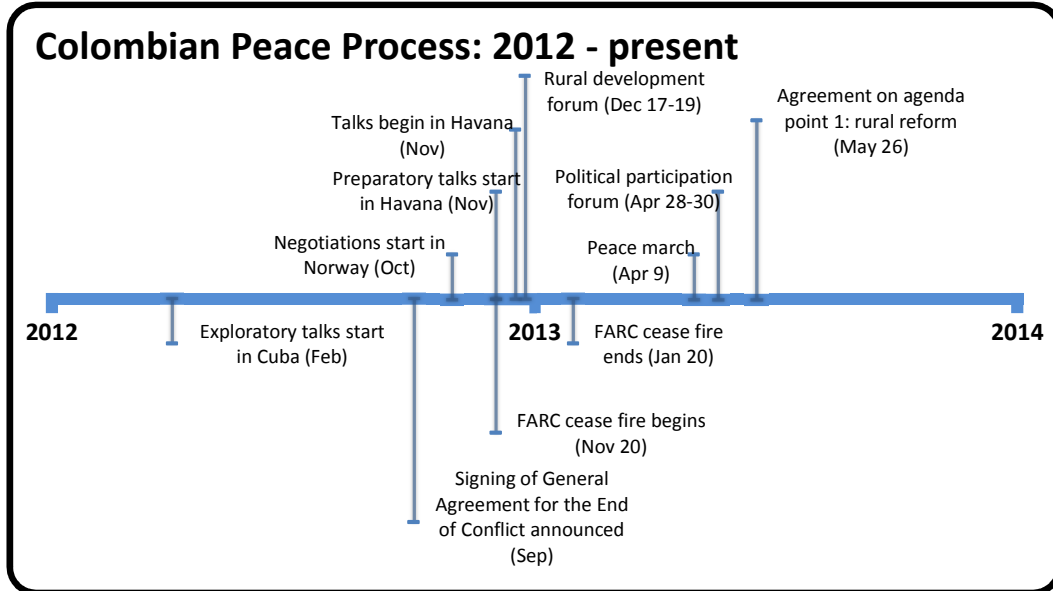 Colombian Peace Process: 2012 - present
Rural development
forum (Dec 17-19)
Agreement on agenda
point 1: rural reform
(May 26)
Talks begin in Havana
(Nov)
Preparatory talks start
in Havana (Nov)
Political participation
forum (Apr 28-30)
Negotiations start in
Norway (Oct)
Peace march
(Apr 9)
2012
2013
2014
Exploratory talks start
in Cuba (Feb)
FARC cease fire
ends (Jan 20)
FARC cease fire begins
(Nov 20)
Signing of General
Agreement for the End
of Conflict announced
(Sep)